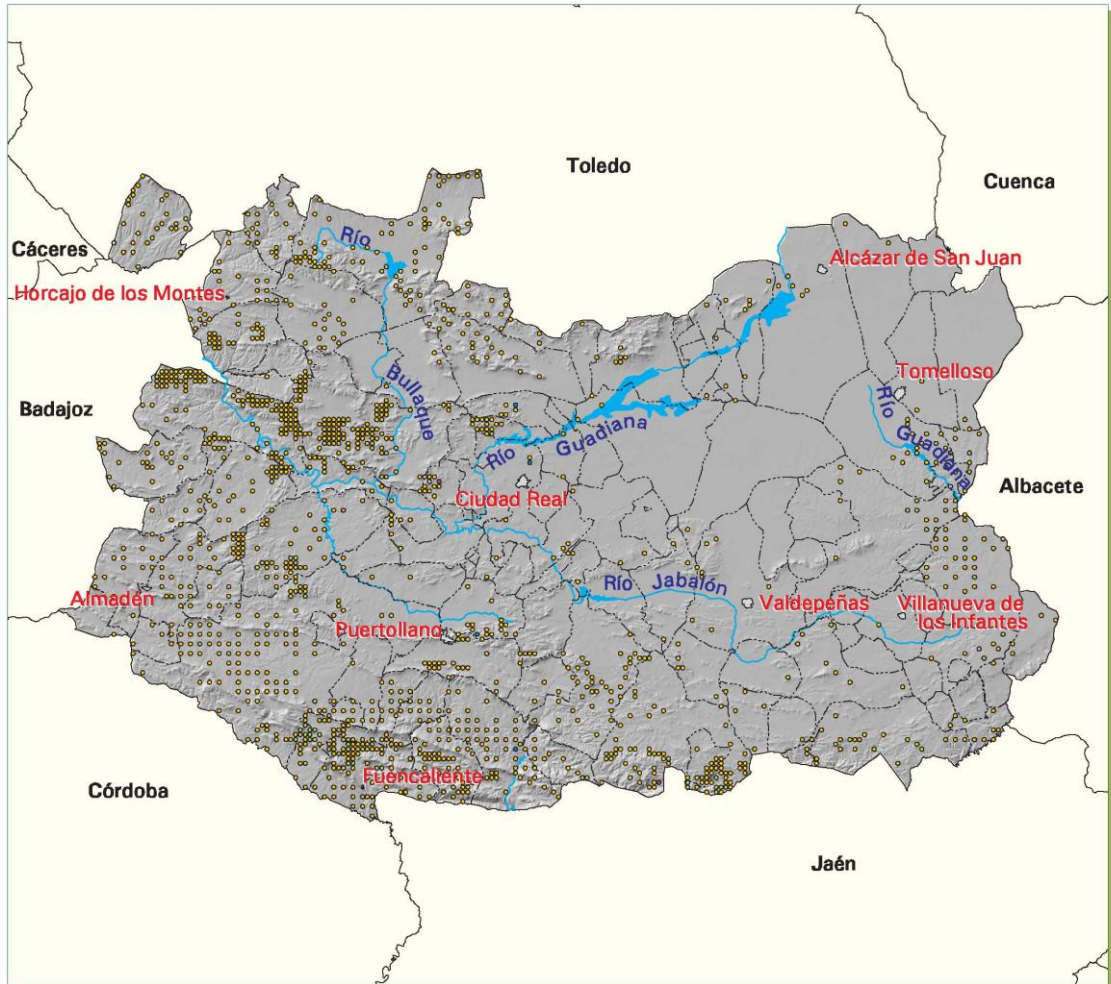 Toledo
Cuenca
Cáceres
Río
Alcázar de San Juan
Horcajo de los Montes
Bullaque
Tomelloso
Badajoz
Río Guadiana
Río Guadiana
Albacete
Ciudad Real
Río Jabalón
Almadén
Valdepeñas
Villanueva de
los Infantes
Puertollano
Fuencaliente
Córdoba
Jaén